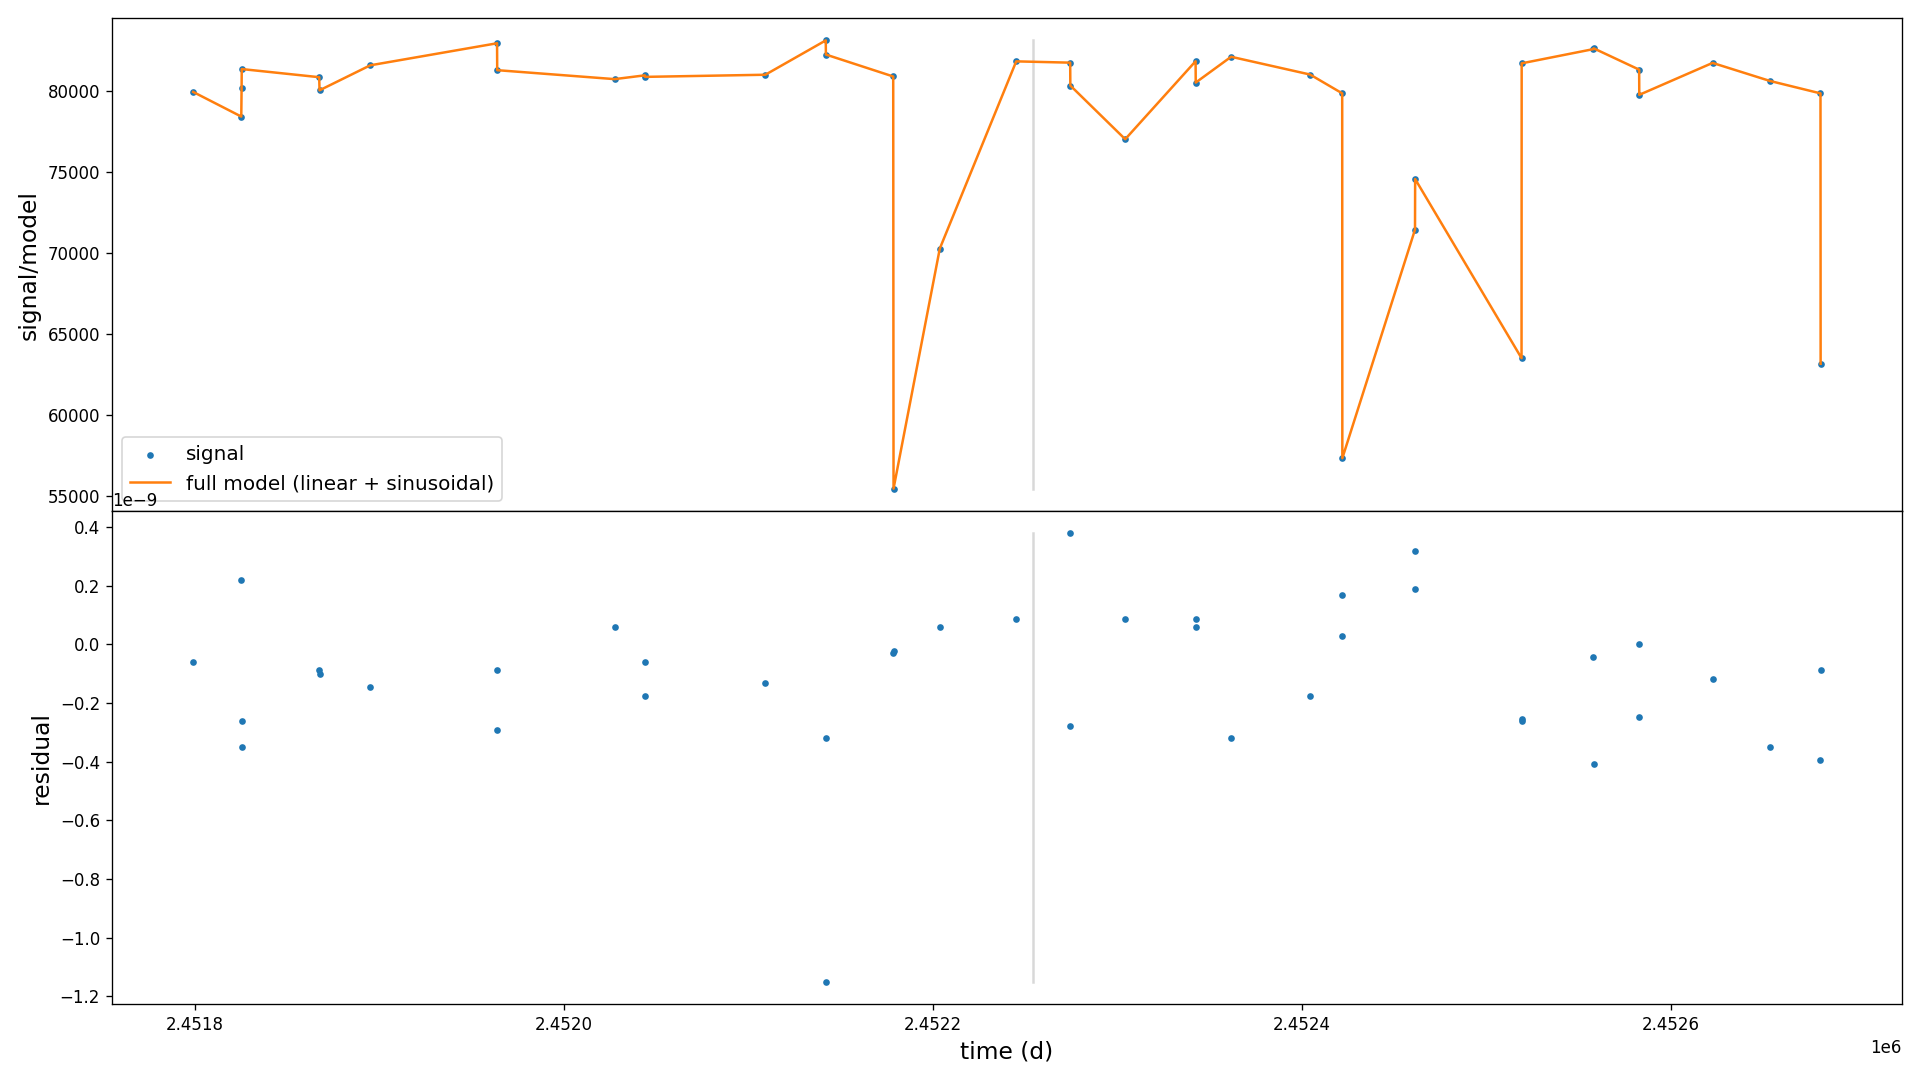 signal/model
80000
75000
70000
65000
60000
55000
signal
full model (linear + sinusoidal)
1e−9
residual
0.4
0.2
0.0
−0.2
−0.4
−0.6
−0.8
−1.0
−1.2
2.4518
2.4520
2.4522
2.4524
2.4526
time (d)
1e6